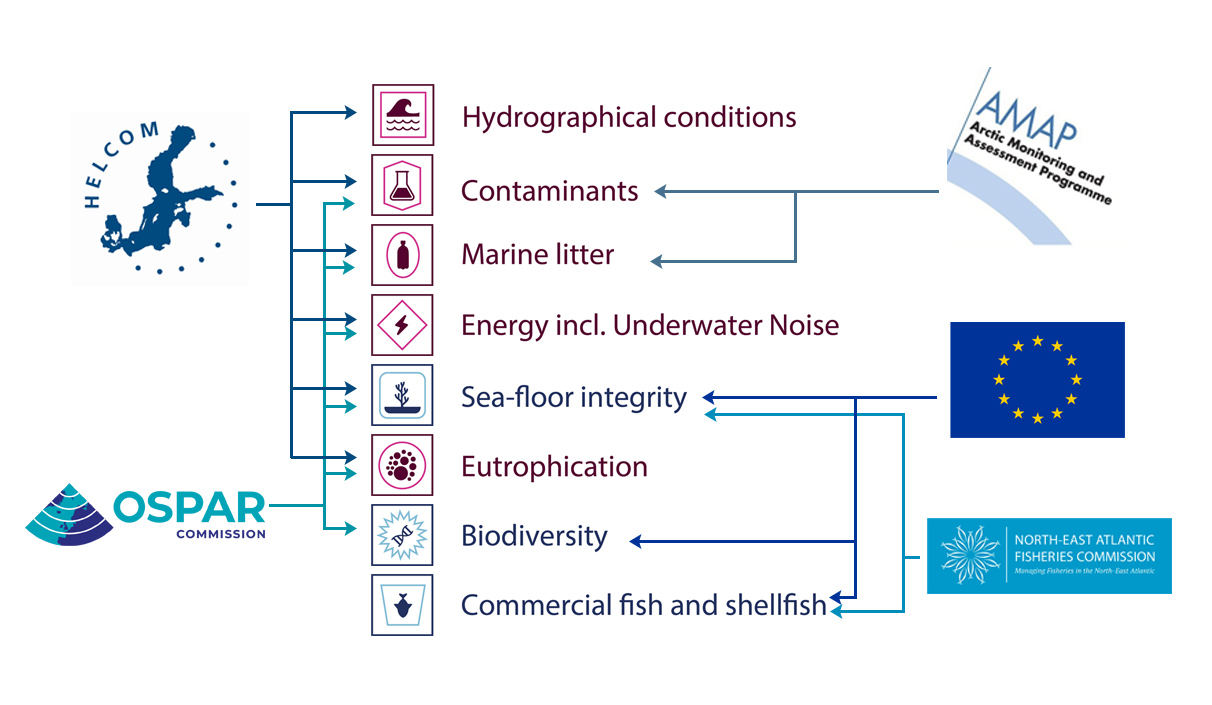 HELCOM
Hydrographical conditions
AMAP
Arctic Monitoring and
Assessment Programme
Contaminants
Marine litter
Energy incl. Underwater Noise
Sea-floor integrity
Eutrophication
OSPAR
COMMISSION
Biodiversity
NORTH-EAST ATLANTIC
FISHERIES COMMISSION
Managing Fisheries in the North-East Atlantic
Commercial fish and shellfish